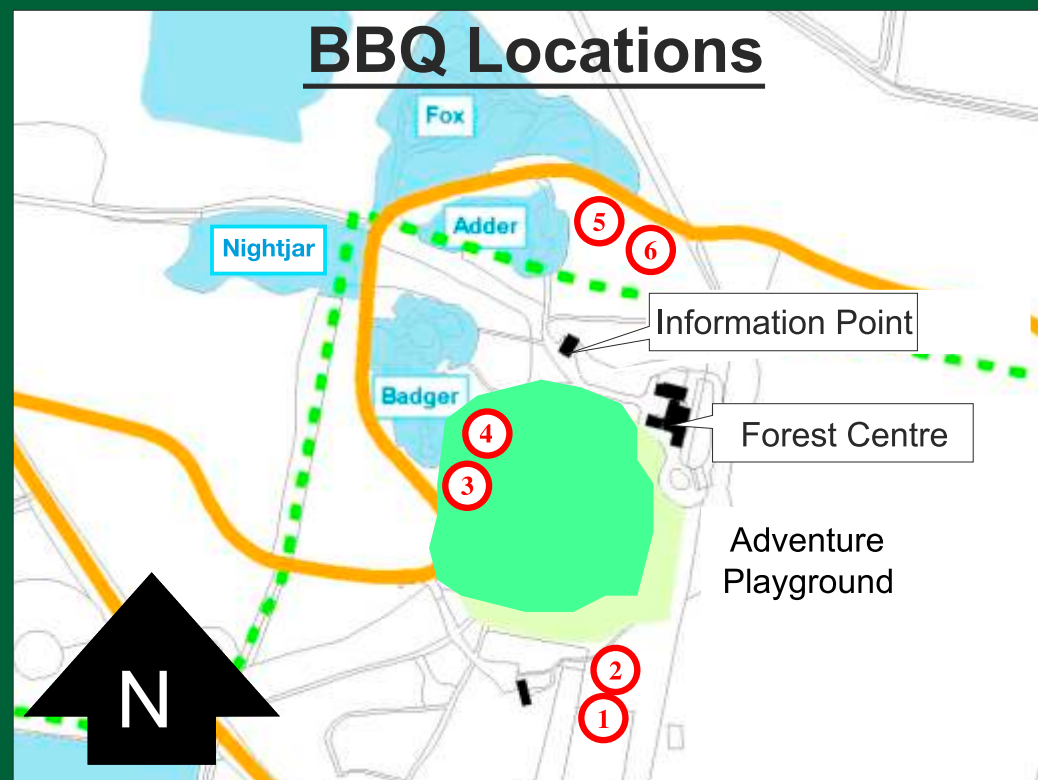 BBQ Locations
Fox
Adder
5
Nightjar
6
Information Point
Badger
4
Forest Centre
3
Adventure
Playground
2
N
1